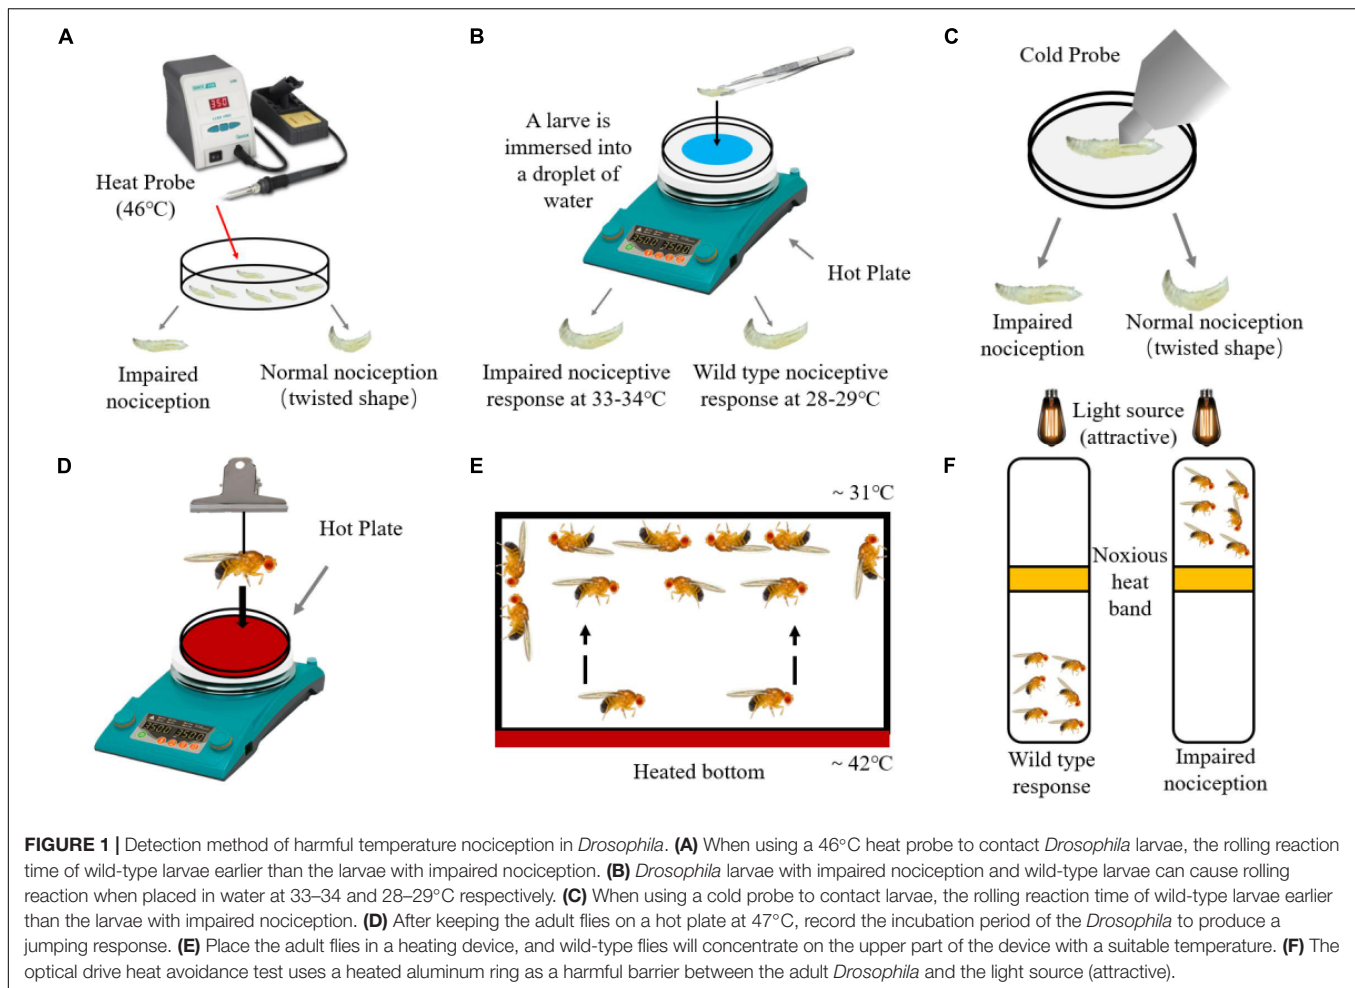 A
B
C
Heat Probe
(46°C)
Impaired
nociception
Normal nociception
(twisted shape)
A larve is
immersed into
a droplet of
water
Hot Plate
Impaired nociceptive
response at 33-34°C
Wild type nociceptive
response at 28-29°C
Cold Probe
Impaired
nociception
Normal nociception
(twisted shape)
D
Hot Plate
E
~ 31°C
Heated bottom
~ 42°C
F
Light source
(attractive)
Noxious
heat
band
Wild type
response
Impaired
nociception
FIGURE 1 | Detection method of harmful temperature nociception in Drosophila. (A) When using a 46°C heat probe to contact Drosophila larvae, the rolling reaction
time of wild-type larvae earlier than the larvae with impaired nociception. (B) Drosophila larvae with impaired nociception and wild-type larvae can cause rolling
reaction when placed in water at 33–34 and 28–29°C respectively. (C) When using a cold probe to contact larvae, the rolling reaction time of wild-type larvae earlier
than the larvae with impaired nociception. (D) After keeping the adult flies on a hot plate at 47°C, record the incubation period of the Drosophila to produce a
jumping response. (E) Place the adult flies in a heating device, and wild-type flies will concentrate on the upper part of the device with a suitable temperature. (F) The
optical drive heat avoidance test uses a heated aluminum ring as a harmful barrier between the adult Drosophila and the light source (attractive).